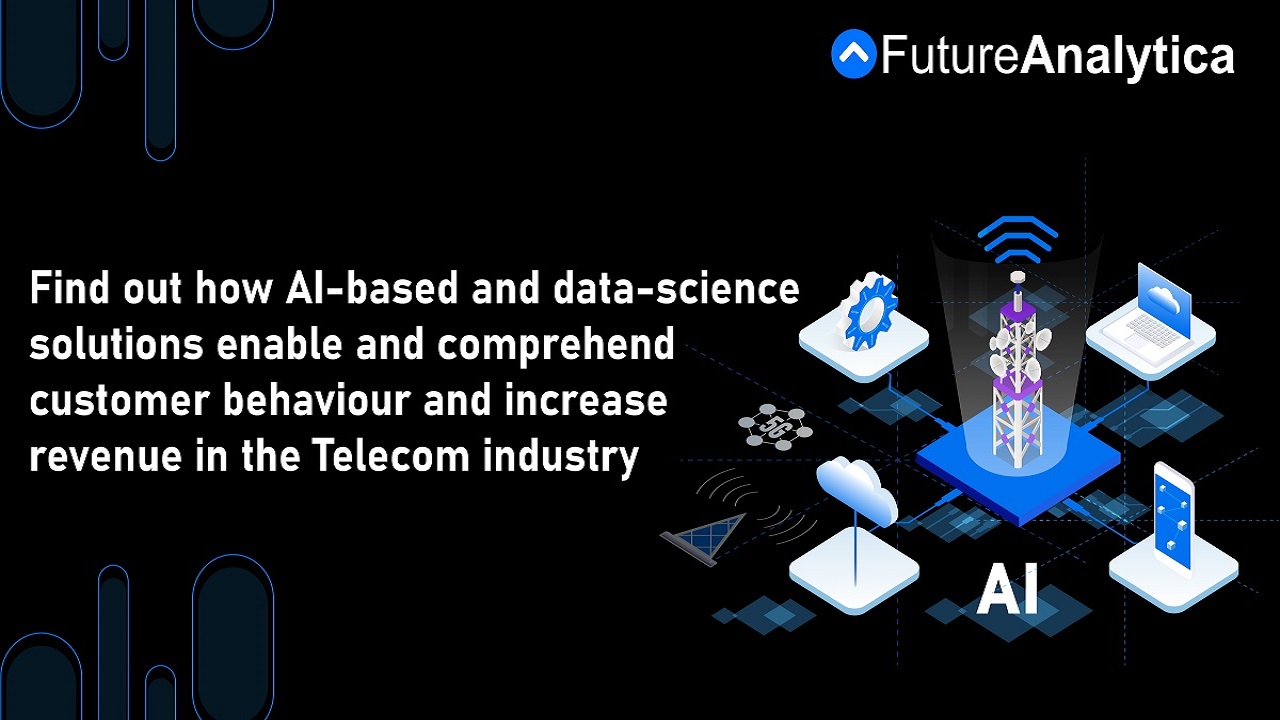 FutureAnalytica
Find out how AI-based and data-science
solutions enable and comprehend
customer behaviour and increase
revenue in the Telecom industry
5G
AI